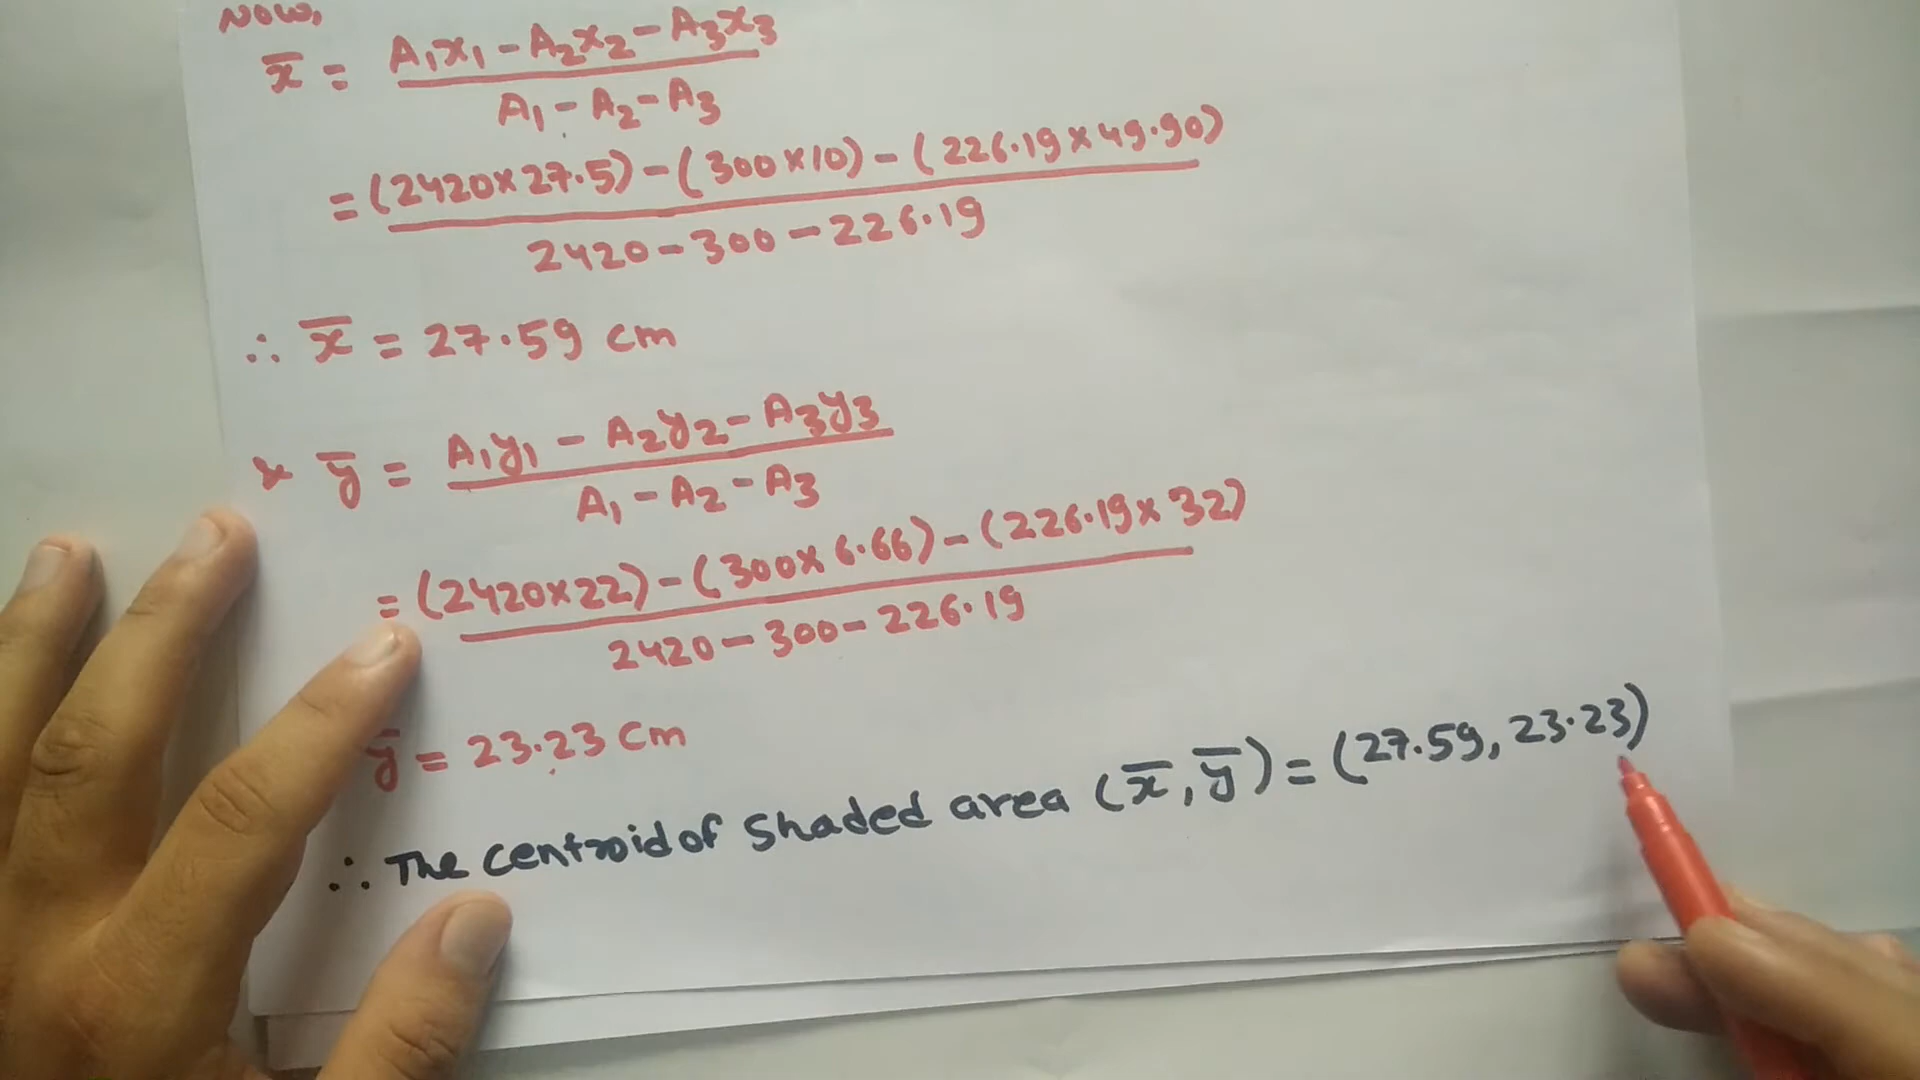 Now,
x̄ = A₁x₁ - A₂x₂ - A₃x₃
A₁ - A₂ - A₃
= (2420×27.5) - (300×10) - (226.19×49.90)
2420 - 300 - 226.19
∴ x̄ = 27.59 cm
& ȳ = A₁y₁ - A₂y₂ - A₃y₃
A₁ - A₂ - A₃
= (2420×22) - (300×6.66) - (226.19×32)
2420 - 300 - 226.19
ȳ = 23.23 cm
∴ The centroid of shaded area (x̄, ȳ) = (27.59, 23.23)